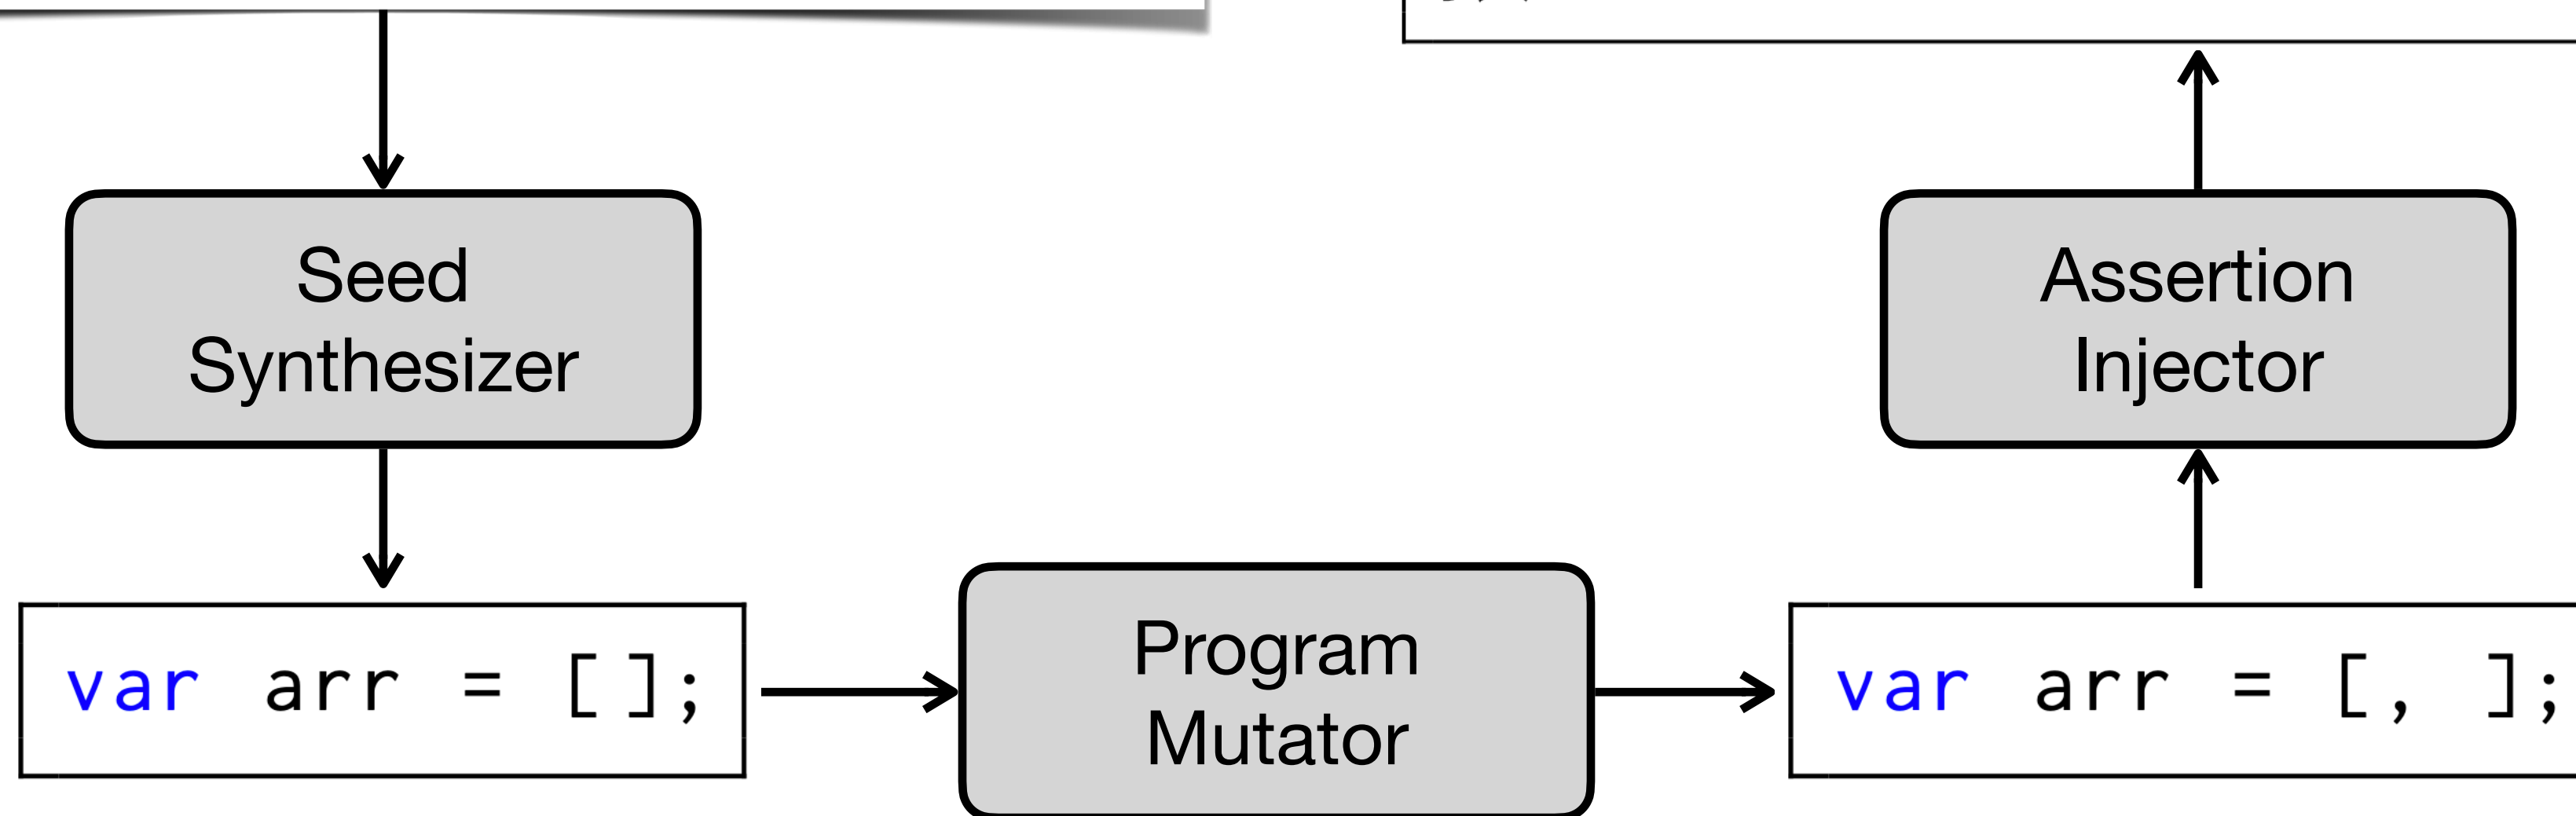 Seed
Synthesizer
Assertion
Injector
var arr = [];
Program
Mutator
var arr = [, ];